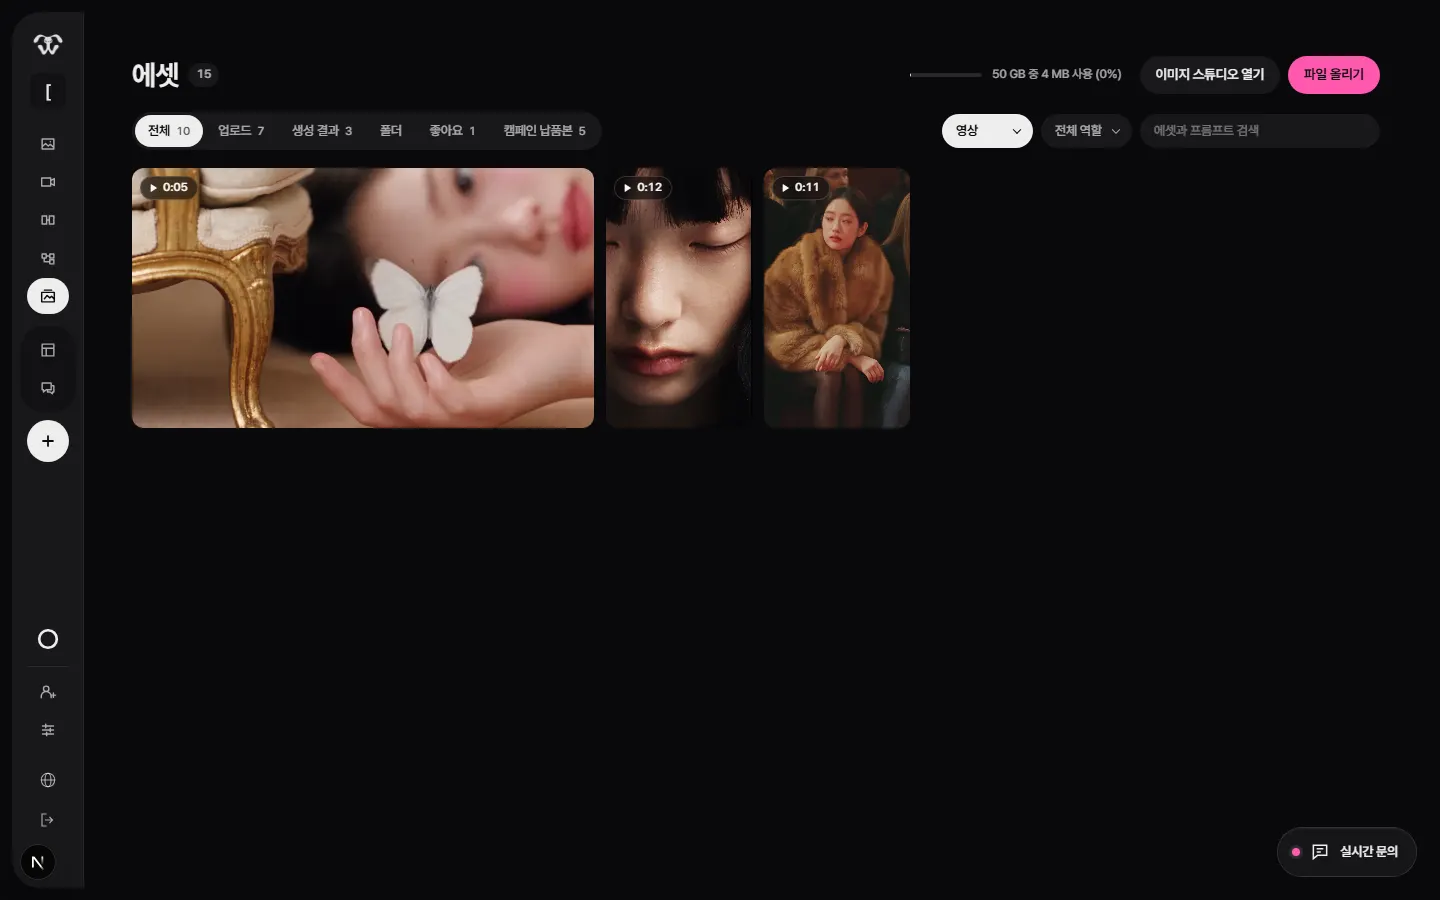 [
에셋 15
50 GB 중 4 MB 사용 (0%)
이미지 스튜디오 열기
파일 올리기
전체 10
업로드 7
생성 결과 3
폴더
좋아요 1
캠페인 납품본 5
영상
전체 역할
에셋과 프롬프트 검색
0:05
0:12
0:11
N
실시간 문의